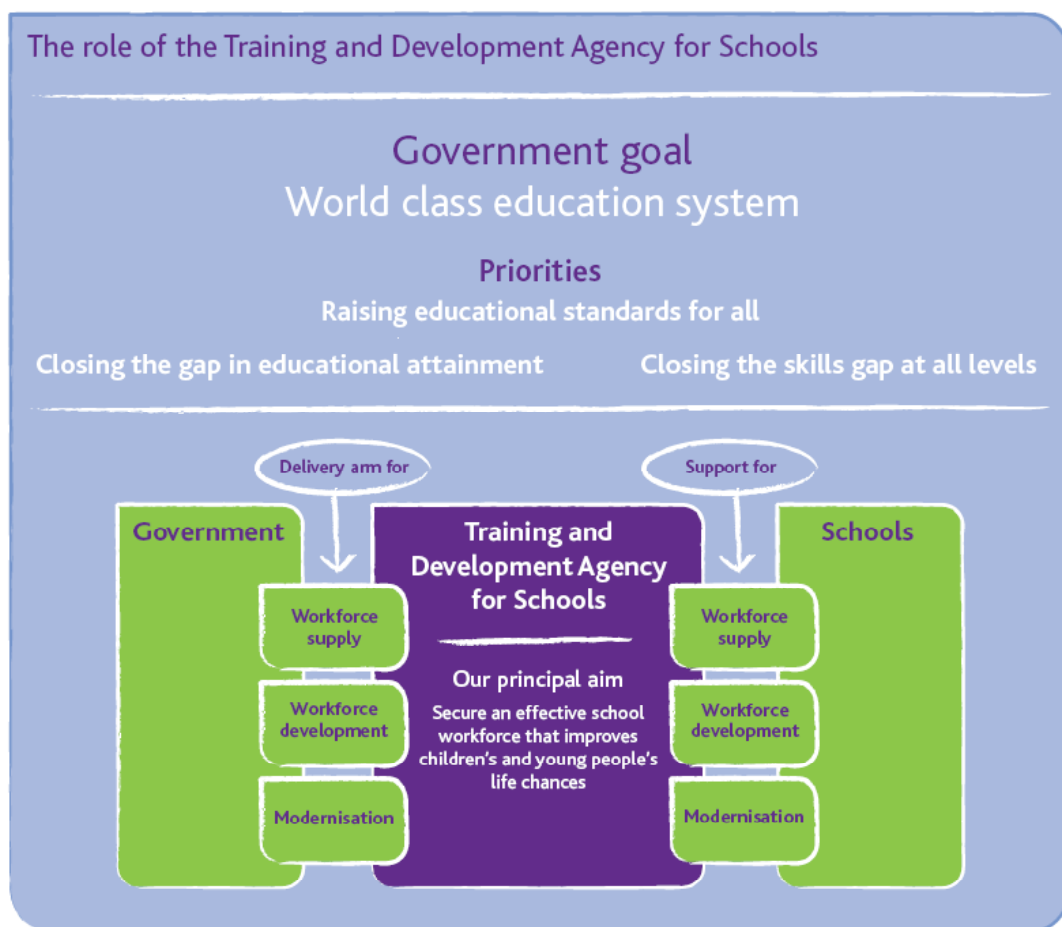 The role of the Training and Development Agency for Schools
Government goal
World class education system
Priorities
Raising educational standards for all
Closing the gap in educational attainment
Closing the skills gap at all levels
Delivery arm for
Support for
Government
Workforce
supply
Workforce
development
Modernisation
Training and
Development Agency
for Schools
Our principal aim
Secure an effective school
workforce that improves
children's and young people's
life chances
Schools
Workforce
supply
Workforce
development
Modernisation